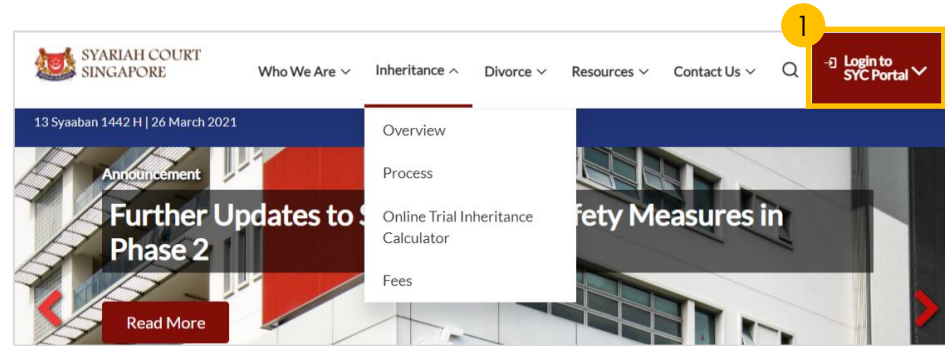 1
SYARIAH COURT
SINGAPORE
Who We Are
Inheritance
Divorce
Resources
Contact Us
Login to
SYC Portal
13 Syaaban 1442 H | 26 March 2021
Overview
Process
Online Trial Inheritance
Calculator
Fees
Announcement
Further Updates to S fety Measures in
Phase 2
Read More